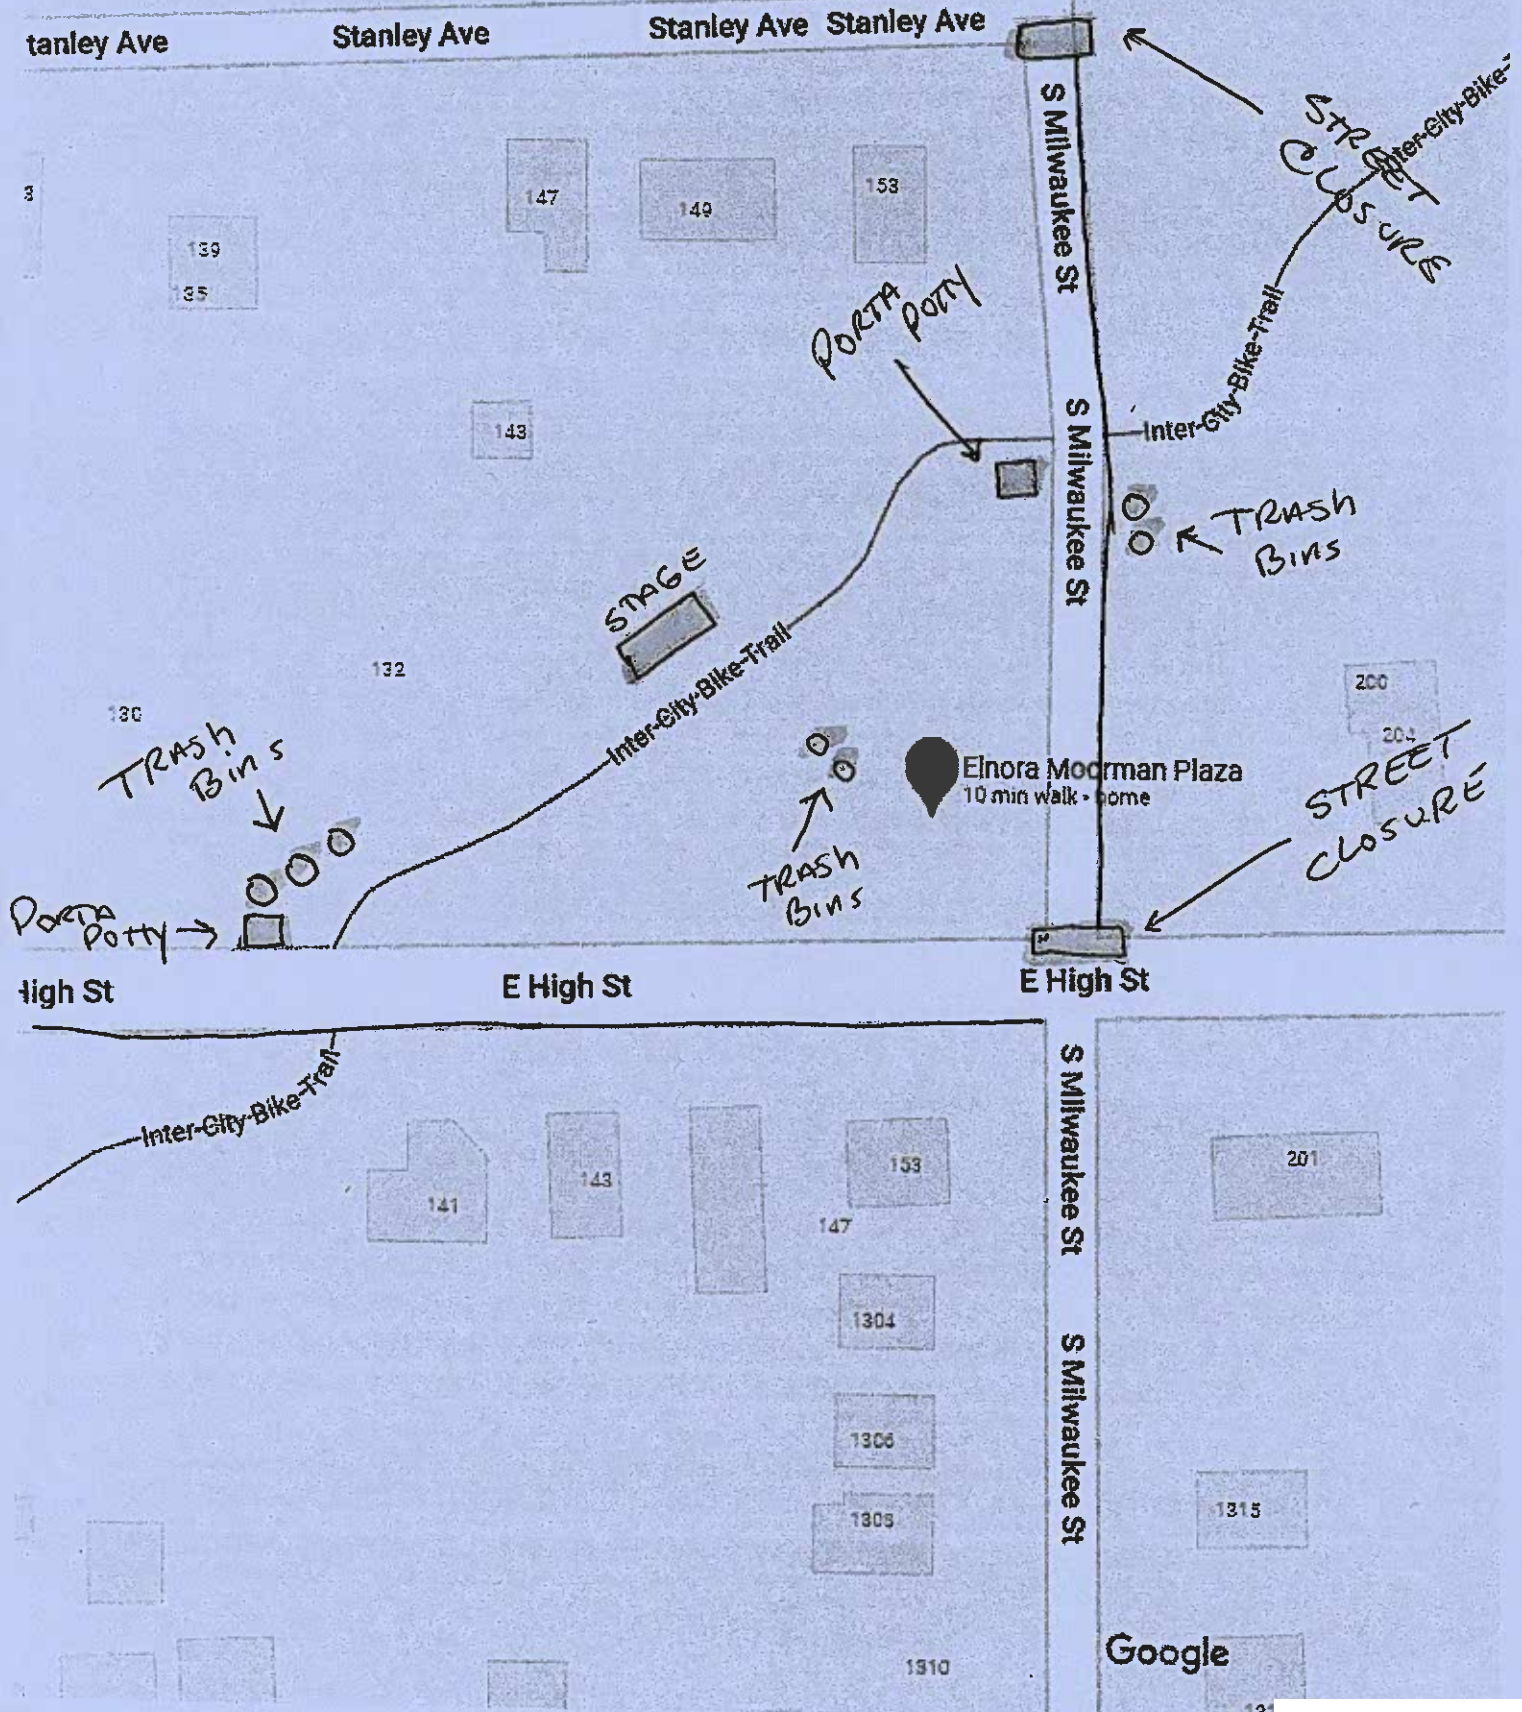 tanley Ave
Stanley Ave
Stanley Ave
Stanley Ave
S Milwaukee St
STREET
CLOSURE
Inter-City-Bike-T
3
139
135
147
149
153
PORTA
POTTY
143
S Milwaukee St
Inter-City-Bike-Trail
TRASH
BINS
STAGE
Inter-City-Bike-Trail
132
130
TRASH
BINS
200
204
Elnora Moorman Plaza
10 min walk - home
STREET
CLOSURE
TRASH
BINS
PORTA
POTTY
High St
E High St
E High St
Inter-City-Bike-Trail
S Milwaukee St
141
143
153
147
201
1304
S Milwaukee St
1306
1308
1315
1310
Google